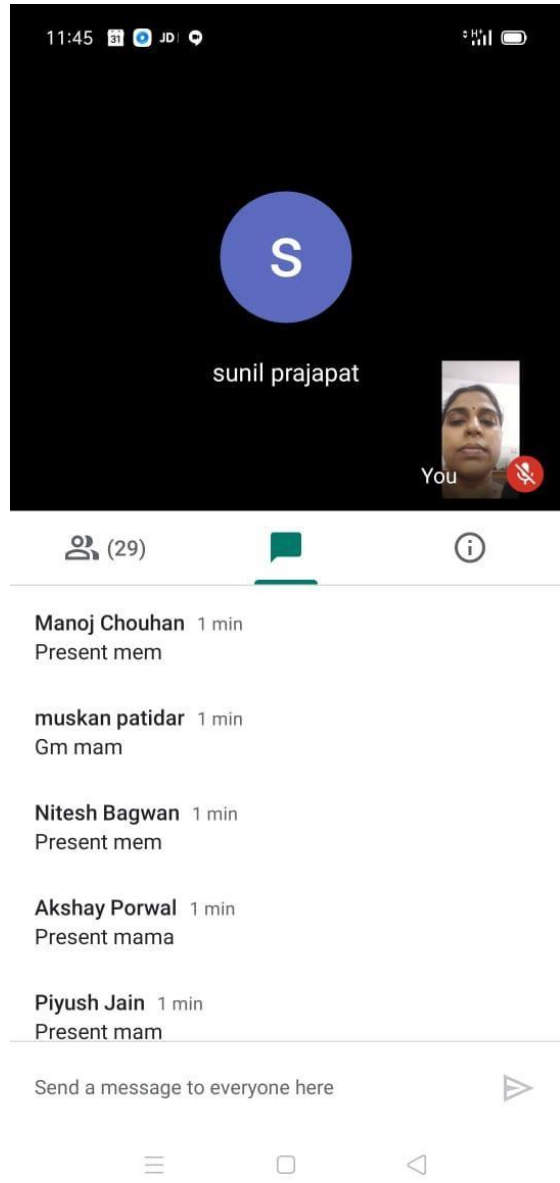 11:45 31 JD
S
sunil prajapat
You
(29)
Manoj Chouhan 1 min
Present mem
muskan patidar 1 min
Gm mam
Nitesh Bagwan 1 min
Present mem
Akshay Porwal 1 min
Present mama
Piyush Jain 1 min
Present mam
Send a message to everyone here